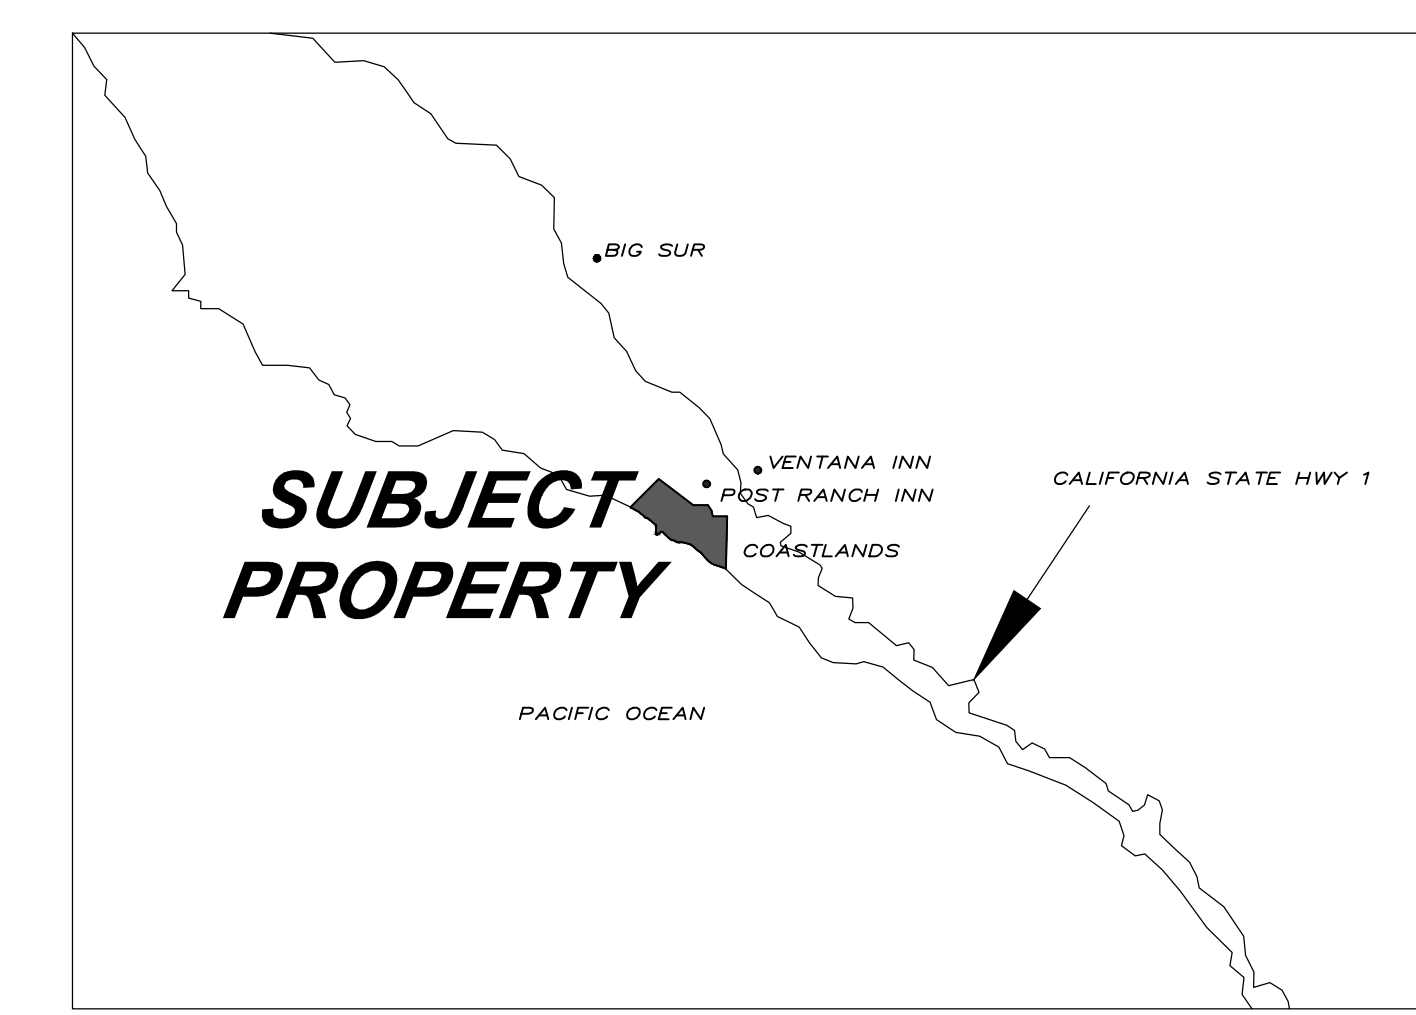 BIG SUR
VENTANA INN
CALIFORNIA STATE HWY 1
POST RANCH INN
SUBJECT
PROPERTY
COASTLANDS
PACIFIC OCEAN